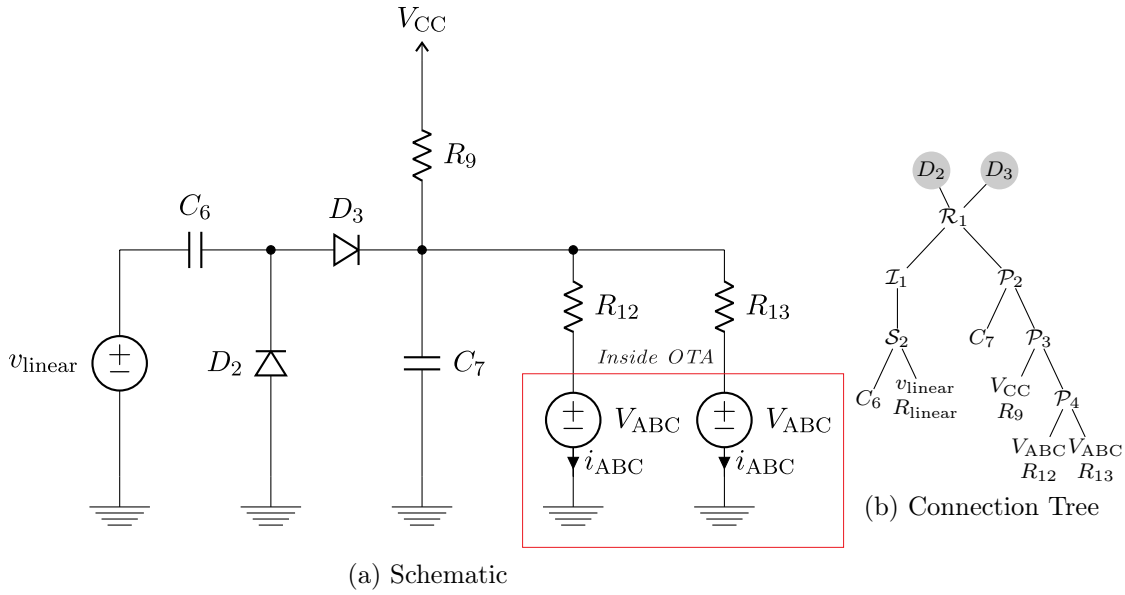 V_CC
R_9
C_6
D_3
R_12
R_13
v_linear
D_2
C_7
Inside OTA
V_ABC
V_ABC
i_ABC
i_ABC
(a) Schematic
D_2 D_3
ℛ_1
ℐ_1 𝒫_2
𝒮_2 C_7 𝒫_3
C_6 v_linear V_CC 𝒫_4
R_linear R_9
V_ABC V_ABC
R_12 R_13
(b) Connection Tree